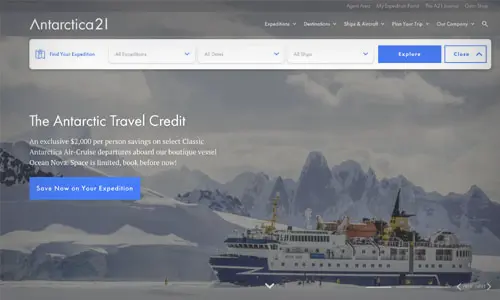 Agent Area My Expedition Portal The A21 Journal Gear Shop
Antarctica21
Expeditions Destinations Ships & Aircraft Plan Your Trip Our Company
Find Your Expedition All Expeditions All Dates All Ships Explore Close
The Antarctic Travel Credit
An exclusive $2,000 per person savings on select Classic
Antarctica Air-Cruise departures aboard our boutique vessel
Ocean Nova. Space is limited, book before now!
Save Now on Your Expedition